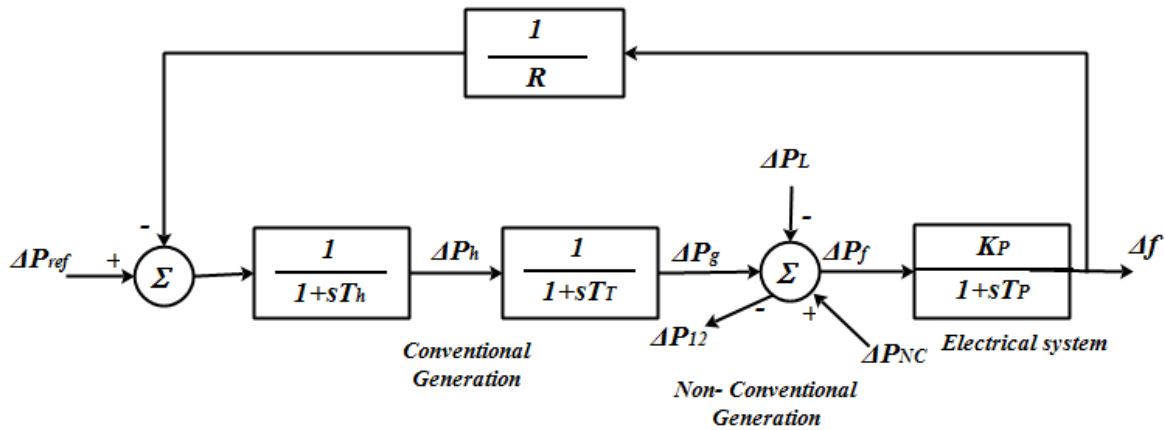 1
R
ΔPL
-
-
ΔPref
+
Σ
1
1+sTh
ΔPh
1
1+sTT
ΔPg
Σ
ΔPf
KP
1+sTP
Δf
-
+
ΔP12
ΔPNC
Electrical system
Conventional
Generation
Non- Conventional
Generation